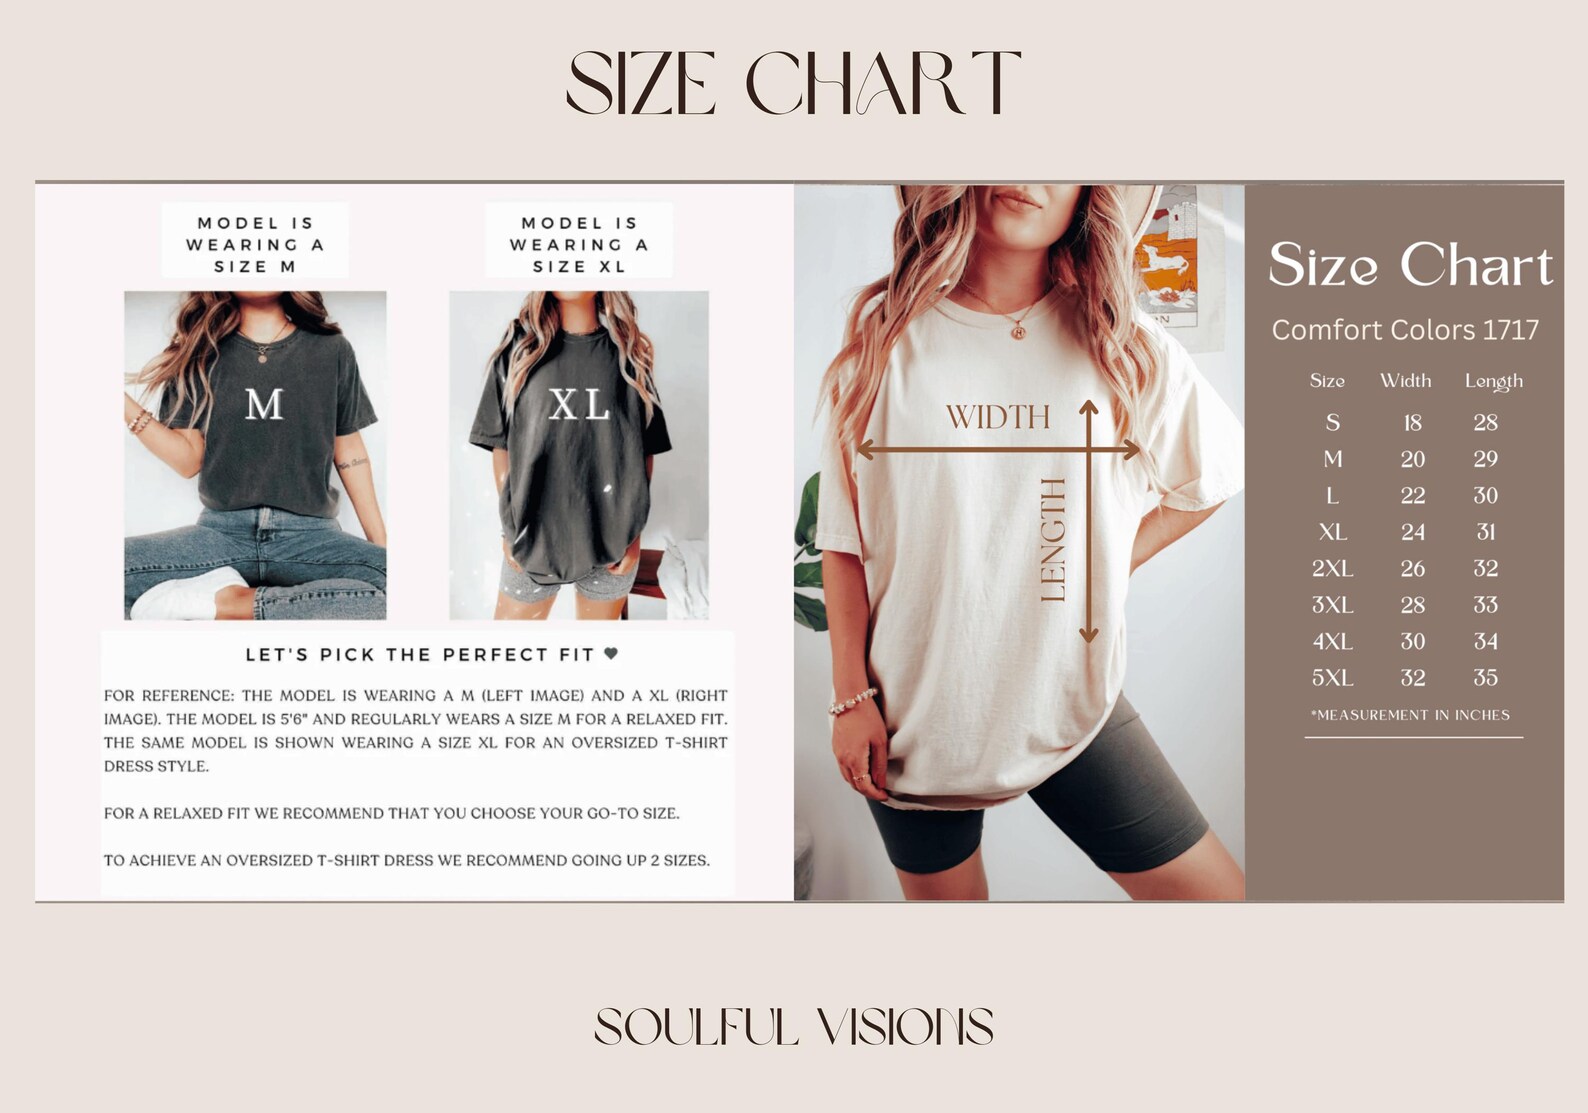 SIZE CHART
MODEL IS
WEARING A
SIZE M
MODEL IS
WEARING A
SIZE XL
M
XL
LET'S PICK THE PERFECT FIT
FOR REFERENCE: THE MODEL IS WEARING A M (LEFT IMAGE) AND A XL (RIGHT
IMAGE). THE MODEL IS 5'6" AND REGULARLY WEARS A SIZE M FOR A RELAXED FIT.
THE SAME MODEL IS SHOWN WEARING A SIZE XL FOR AN OVERSIZED T-SHIRT
DRESS STYLE.
FOR A RELAXED FIT WE RECOMMEND THAT YOU CHOOSE YOUR GO-TO SIZE.
TO ACHIEVE AN OVERSIZED T-SHIRT DRESS WE RECOMMEND GOING UP 2 SIZES.
WIDTH
LENGTH
Size Chart
Comfort Colors 1717
Size Width Length
S 18 28
M 20 29
L 22 30
XL 24 31
2XL 26 32
3XL 28 33
4XL 30 34
5XL 32 35
*MEASUREMENT IN INCHES
SOULFUL VISIONS